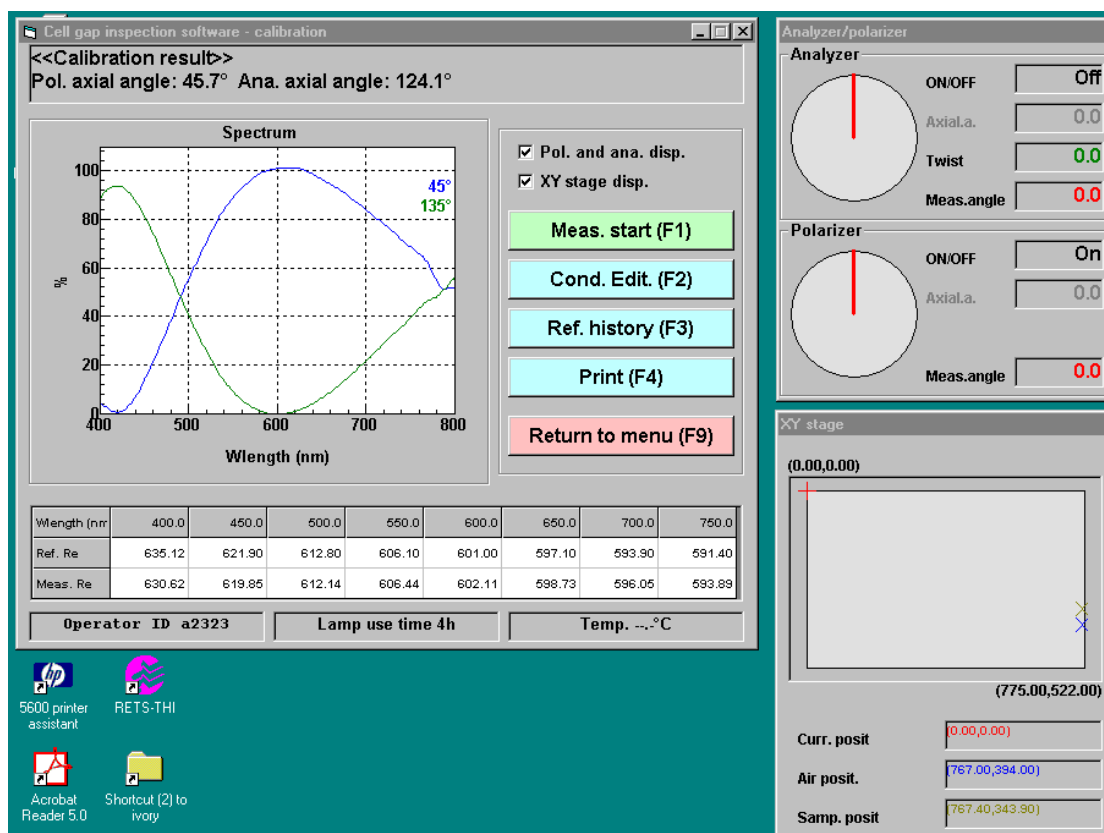 Cell gap inspection software - calibration
<<Calibration result>>
Pol. axial angle: 45.7° Ana. axial angle: 124.1°
Spectrum
100
80
60
40
20
0
%
45°
135°
400 500 600 700 800
Wlength (nm)
Pol. and ana. disp.
XY stage disp.
Meas. start (F1)
Cond. Edit. (F2)
Ref. history (F3)
Print (F4)
Return to menu (F9)
Wlength (nm 400.0 450.0 500.0 550.0 600.0 650.0 700.0 750.0
Ref. Re 635.12 621.90 612.80 606.10 601.00 597.10 593.90 591.40
Meas. Re 630.62 619.85 612.14 606.44 602.11 598.73 596.05 593.89
Operator ID a2323 Lamp use time 4h Temp. --.-°C
Analyzer/polarizer
Analyzer
ON/OFF Off
Axial.a. 0.0
Twist 0.0
Meas.angle 0.0
Polarizer
ON/OFF On
Axial.a. 0.0
Meas.angle 0.0
XY stage
(0.00,0.00)
(775.00,522.00)
Curr. posit (0.00,0.00)
Air posit. (767.00,394.00)
Samp. posit (767.40,343.90)
hp
5600 printer
assistant
RETS-THI
Acrobat
Reader 5.0
Shortcut (2) to
ivory